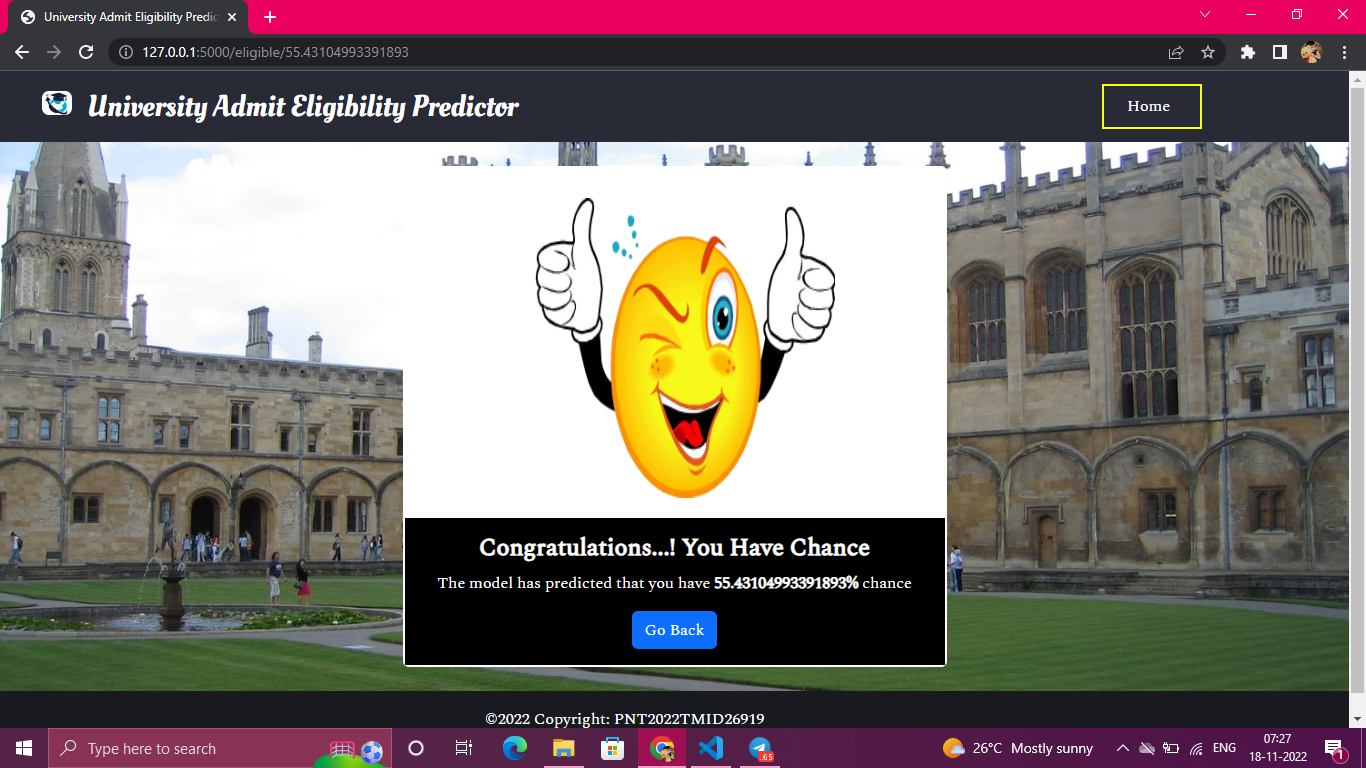 University Admit Eligibility Predic
127.0.0.1:5000/eligible/55.43104993391893
University Admit Eligibility Predictor
Home
Congratulations...! You Have Chance
The model has predicted that you have 55.43104993391893% chance
Go Back
©2022 Copyright: PNT2022TMID26919
Type here to search
.65
26°C Mostly sunny
ENG
07:27
18-11-2022
1